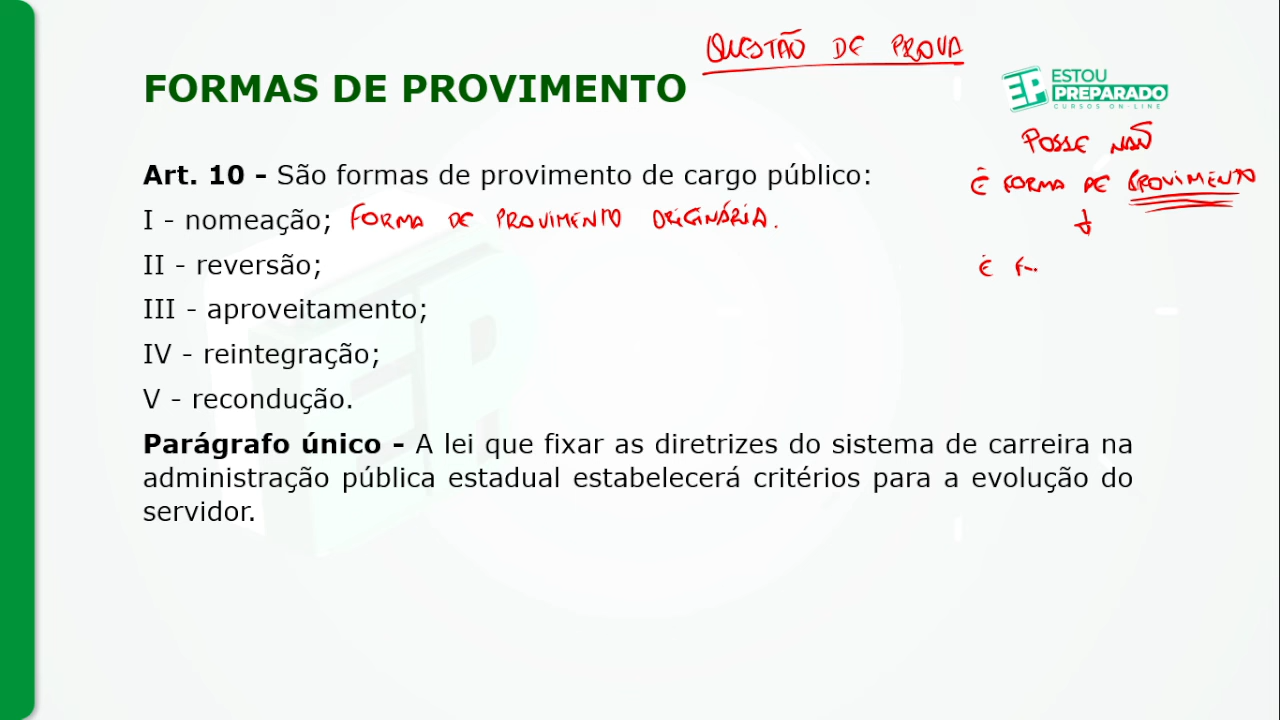 QUESTÃO DE PROVA
FORMAS DE PROVIMENTO
ESTOU
PREPARADO
CURSOS ON-LINE
POSSE NÃO
É FORMA DE PROVIMENTO
É F
Art. 10 – São formas de provimento de cargo público:
I - nomeação; FORMA DE PROVIMENTO ORIGINÁRIA.
II - reversão;
III - aproveitamento;
IV - reintegração;
V - recondução.
Parágrafo único – A lei que fixar as diretrizes do sistema de carreira na
administração pública estadual estabelecerá critérios para a evolução do
servidor.